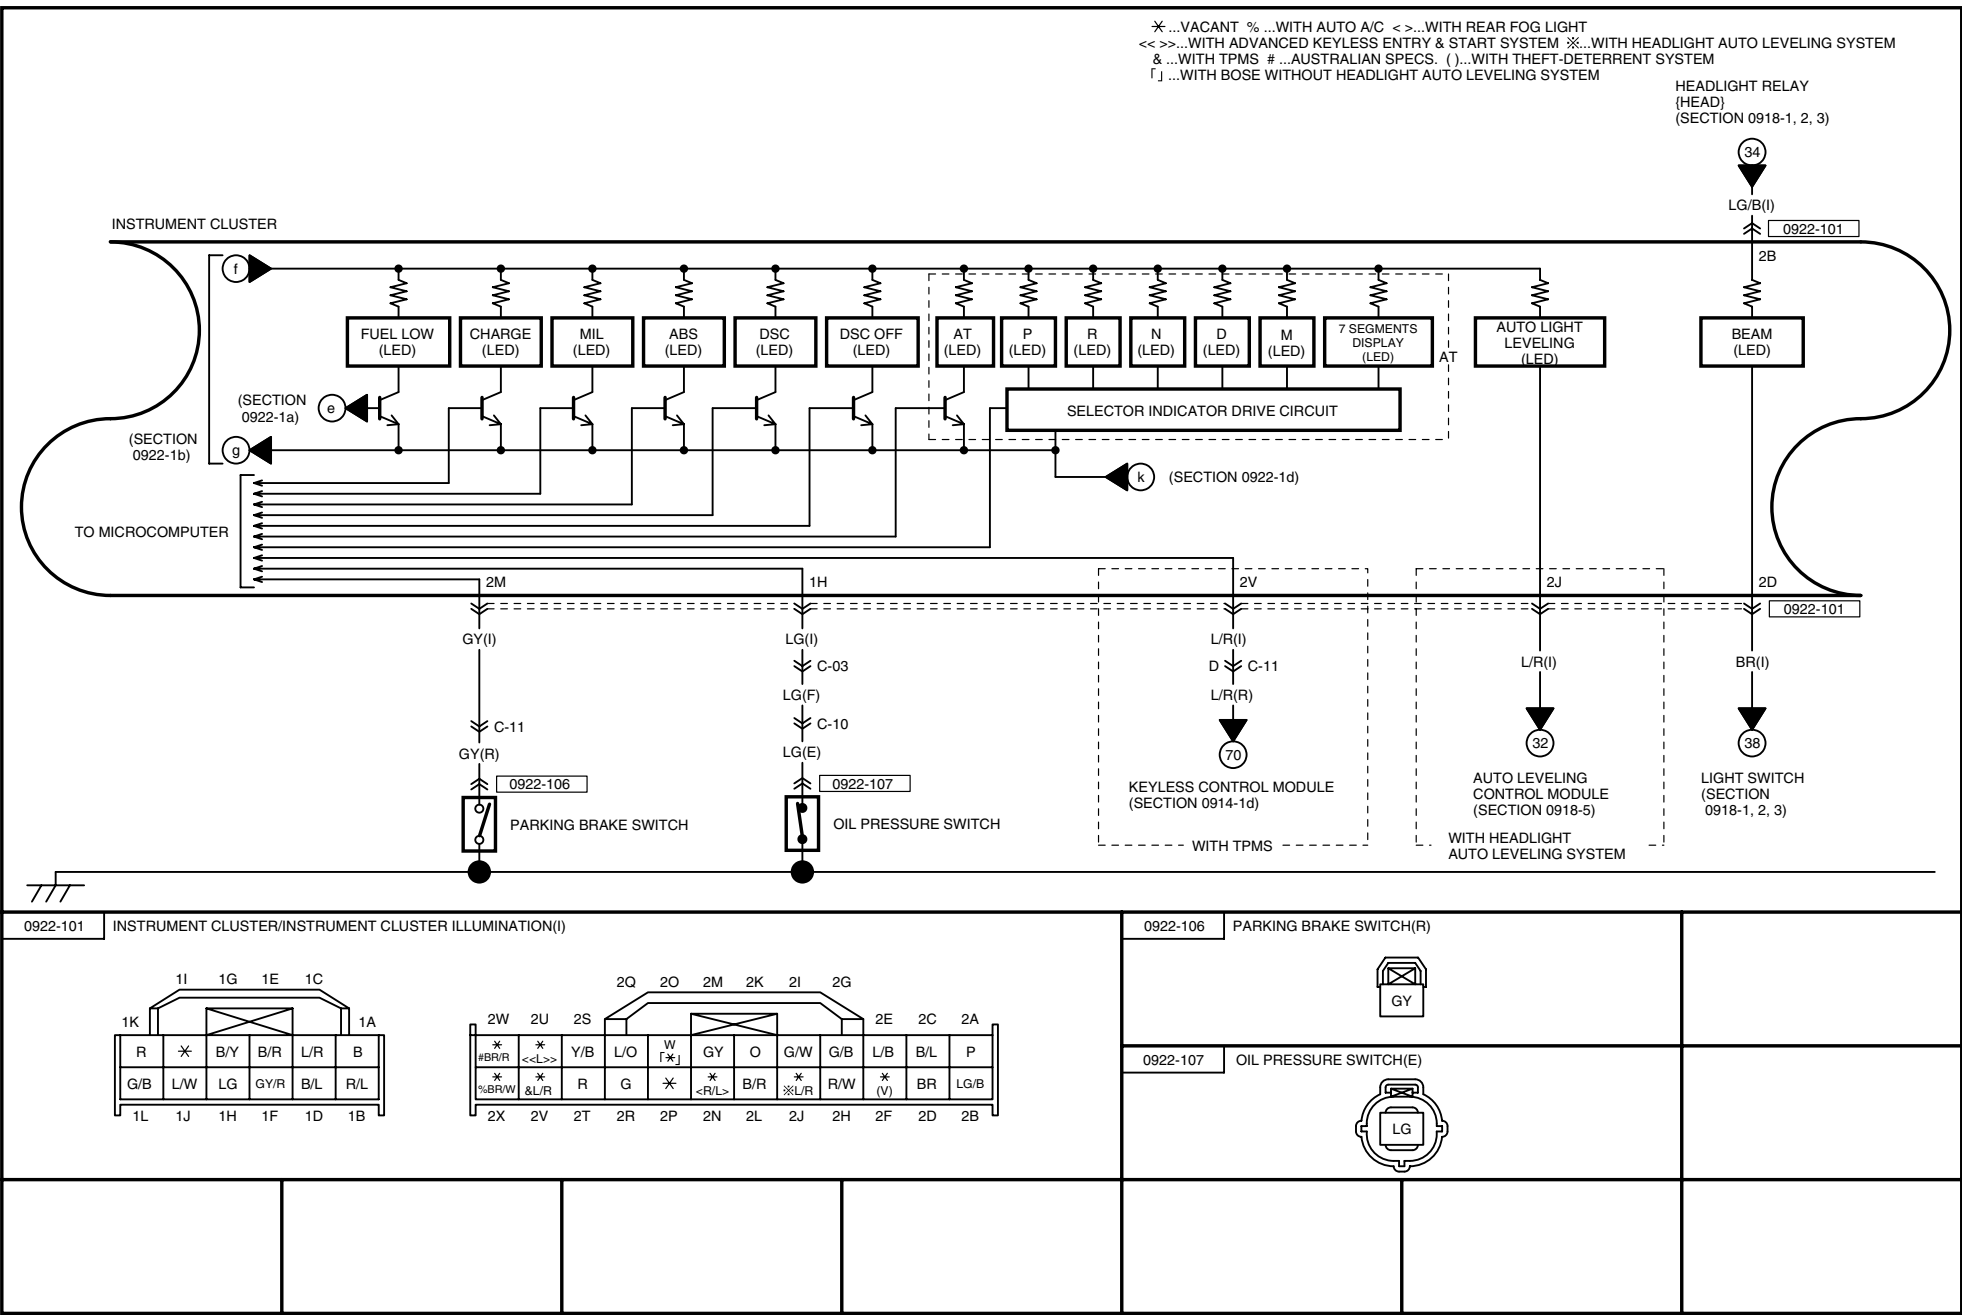 ✳ ...VACANT % ...WITH AUTO A/C < >...WITH REAR FOG LIGHT
<< >>...WITH ADVANCED KEYLESS ENTRY & START SYSTEM ※...WITH HEADLIGHT AUTO LEVELING SYSTEM
& ...WITH TPMS # ...AUSTRALIAN SPECS. ( )...WITH THEFT-DETERRENT SYSTEM
「」...WITH BOSE WITHOUT HEADLIGHT AUTO LEVELING SYSTEM
HEADLIGHT RELAY
{HEAD}
(SECTION 0918-1, 2, 3)
34
LG/B(I)
0922-101
2B
INSTRUMENT CLUSTER
f
FUEL LOW
(LED)
CHARGE
(LED)
MIL
(LED)
ABS
(LED)
DSC
(LED)
DSC OFF
(LED)
AT
(LED)
P
(LED)
R
(LED)
N
(LED)
D
(LED)
M
(LED)
7 SEGMENTS
DISPLAY
(LED)
AT
AUTO LIGHT
LEVELING
(LED)
BEAM
(LED)
(SECTION
0922-1a)
e
SELECTOR INDICATOR DRIVE CIRCUIT
(SECTION
0922-1b)
g
k
(SECTION 0922-1d)
TO MICROCOMPUTER
2M
1H
2V
2J
2D
0922-101
GY(I)
LG(I)
L/R(I)
L/R(I)
BR(I)
C-03
D
C-11
LG(F)
L/R(R)
C-11
C-10
GY(R)
LG(E)
70
32
38
0922-106
0922-107
PARKING BRAKE SWITCH
OIL PRESSURE SWITCH
KEYLESS CONTROL MODULE
(SECTION 0914-1d)
WITH TPMS
AUTO LEVELING
CONTROL MODULE
(SECTION 0918-5)
WITH HEADLIGHT
AUTO LEVELING SYSTEM
LIGHT SWITCH
(SECTION
0918-1, 2, 3)
0922-101
INSTRUMENT CLUSTER/INSTRUMENT CLUSTER ILLUMINATION(I)
1I 1G 1E 1C
1K 1A
R ✳ B/Y B/R L/R B
G/B L/W LG GY/R B/L R/L
1L 1J 1H 1F 1D 1B
2Q 2O 2M 2K 2I 2G
2W 2U 2S 2E 2C 2A
✳ #BR/R ✳ <<L>> Y/B L/O W 「✳」 GY O G/W G/B L/B B/L P
✳ %BR/W ✳ &L/R R G ✳ ✳ <R/L> B/R ✳ ※L/R R/W ✳ (V) BR LG/B
2X 2V 2T 2R 2P 2N 2L 2J 2H 2F 2D 2B
0922-106
PARKING BRAKE SWITCH(R)
GY
0922-107
OIL PRESSURE SWITCH(E)
LG